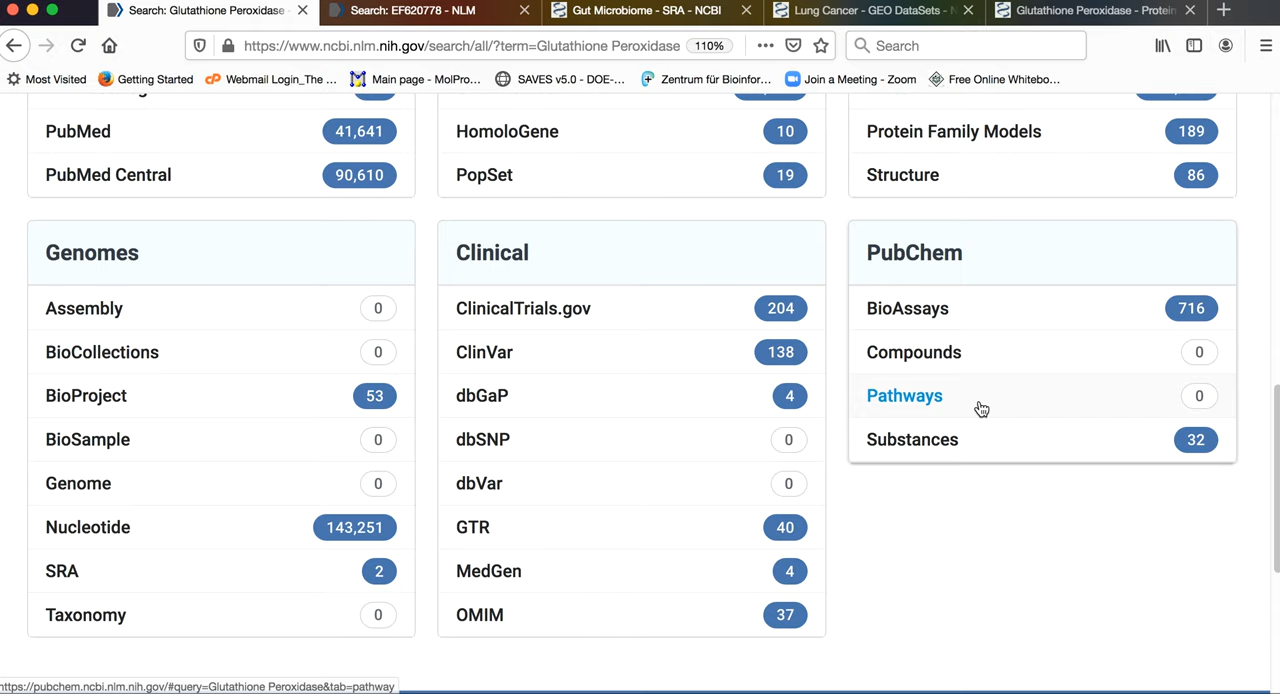 Search: Glutathione Peroxidase -
Search: EF620778 - NLM
Gut Microbiome - SRA - NCBI
Lung Cancer - GEO DataSets - N
Glutathione Peroxidase - Protein
https://www.ncbi.nlm.nih.gov/search/all/?term=Glutathione Peroxidase
110%
Search
Most Visited
Getting Started
Webmail Login_The ...
Main page - MolPro...
SAVES v5.0 - DOE-...
Zentrum für Bioinfor...
Join a Meeting - Zoom
Free Online Whitebo...
PubMed 41,641
PubMed Central 90,610
HomoloGene 10
PopSet 19
Protein Family Models 189
Structure 86
Genomes
Assembly 0
BioCollections 0
BioProject 53
BioSample 0
Genome 0
Nucleotide 143,251
SRA 2
Taxonomy 0
Clinical
ClinicalTrials.gov 204
ClinVar 138
dbGaP 4
dbSNP 0
dbVar 0
GTR 40
MedGen 4
OMIM 37
PubChem
BioAssays 716
Compounds 0
Pathways 0
Substances 32
https://pubchem.ncbi.nlm.nih.gov/#query=Glutathione Peroxidase&tab=pathway